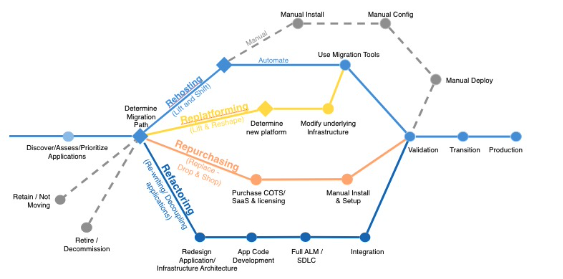 Manual Install
Manual Config
Manual
Use Migration Tools
Automate
Manual Deploy
Rehosting
(Lift and Shift)
Determine
Migration
Path
Replatforming
(Lift & Reshape)
Determine
new platform
Modify underlying
Infrastructure
Discover/Assess/Prioritize
Applications
Validation
Transition
Production
Repurchasing
(Replace -
Drop & Shop)
Purchase COTS/
SaaS & licensing
Manual Install
& Setup
Refactoring
(Re-writing/Decoupling
applications)
Retain / Not
Moving
Retire /
Decommission
Redesign
Application/
Infrastructure Architecture
App Code
Development
Full ALM /
SDLC
Integration